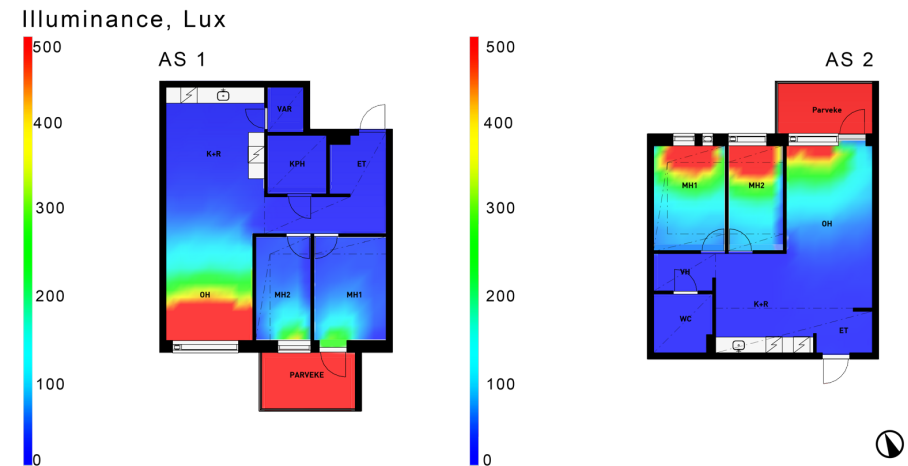 Illuminance, Lux
500
400
300
200
100
0
AS 1
VAR
K+R
KPH
ET
OH
MH2
MH1
PARVEKE
500
400
300
200
100
0
AS 2
Parveke
MH1
MH2
OH
VH
K+R
WC
ET